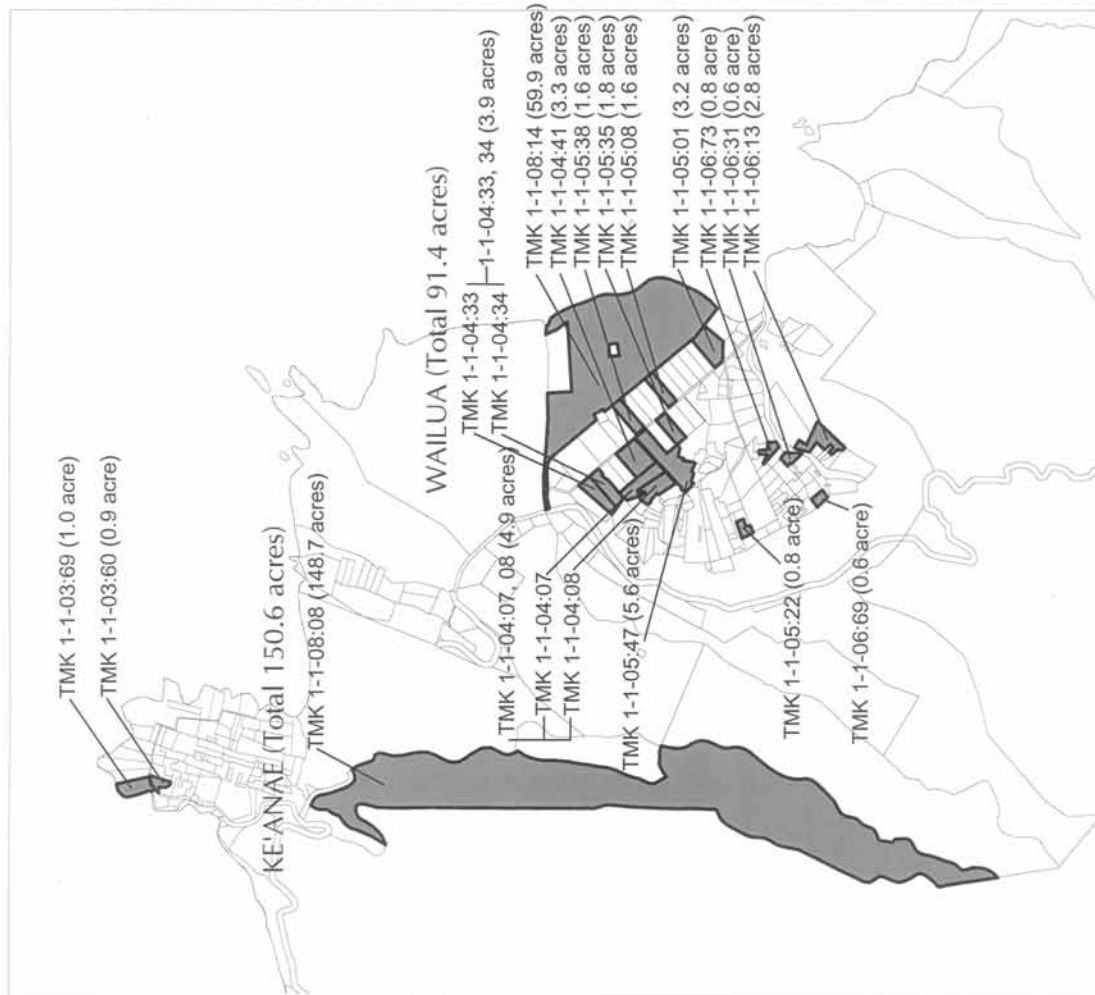 TMK 1-1-03:69 (1.0 acre)
TMK 1-1-03:60 (0.9 acre)
KE'ANAE (Total 150.6 acres)
TMK 1-1-08:08 (148.7 acres)
WAILUA (Total 91.4 acres)
TMK 1-1-04:33
TMK 1-1-04:34
1-1-04:33, 34 (3.9 acres)
TMK 1-1-08:14 (59.9 acres)
TMK 1-1-04:41 (3.3 acres)
TMK 1-1-05:38 (1.6 acres)
TMK 1-1-05:35 (1.8 acres)
TMK 1-1-05:08 (1.6 acres)
TMK 1-1-05:01 (3.2 acres)
TMK 1-1-06:73 (0.8 acre)
TMK 1-1-06:31 (0.6 acre)
TMK 1-1-06:13 (2.8 acres)
TMK 1-1-04:07, 08 (4.9 acres)
TMK 1-1-04:07
TMK 1-1-04:08
TMK 1-1-05:47 (5.6 acres)
TMK 1-1-05:22 (0.8 acre)
TMK 1-1-06:69 (0.6 acre)